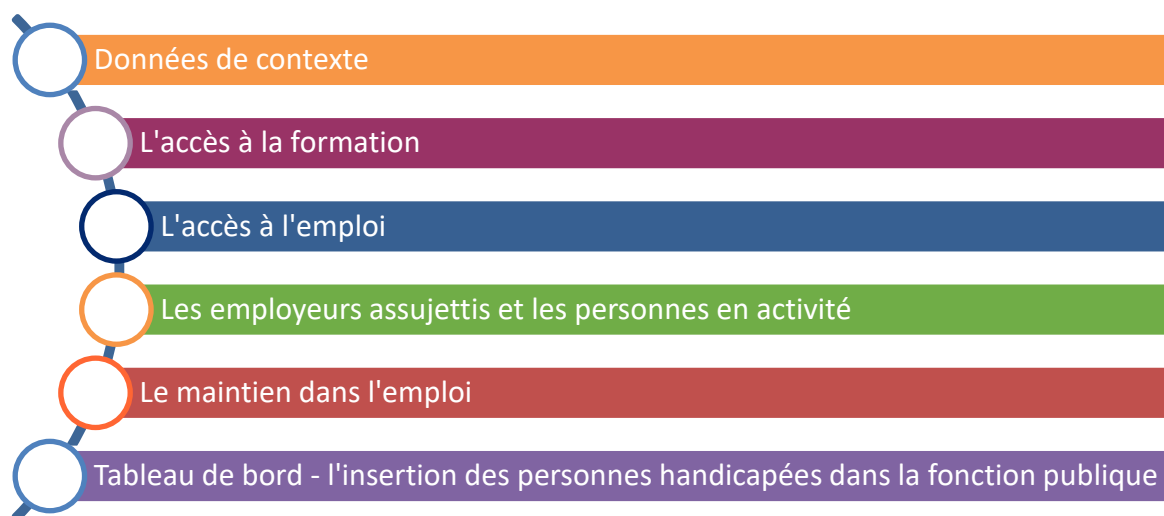 Données de contexte
L'accès à la formation
L'accès à l'emploi
Les employeurs assujettis et les personnes en activité
Le maintien dans l'emploi
Tableau de bord - l'insertion des personnes handicapées dans la fonction publique